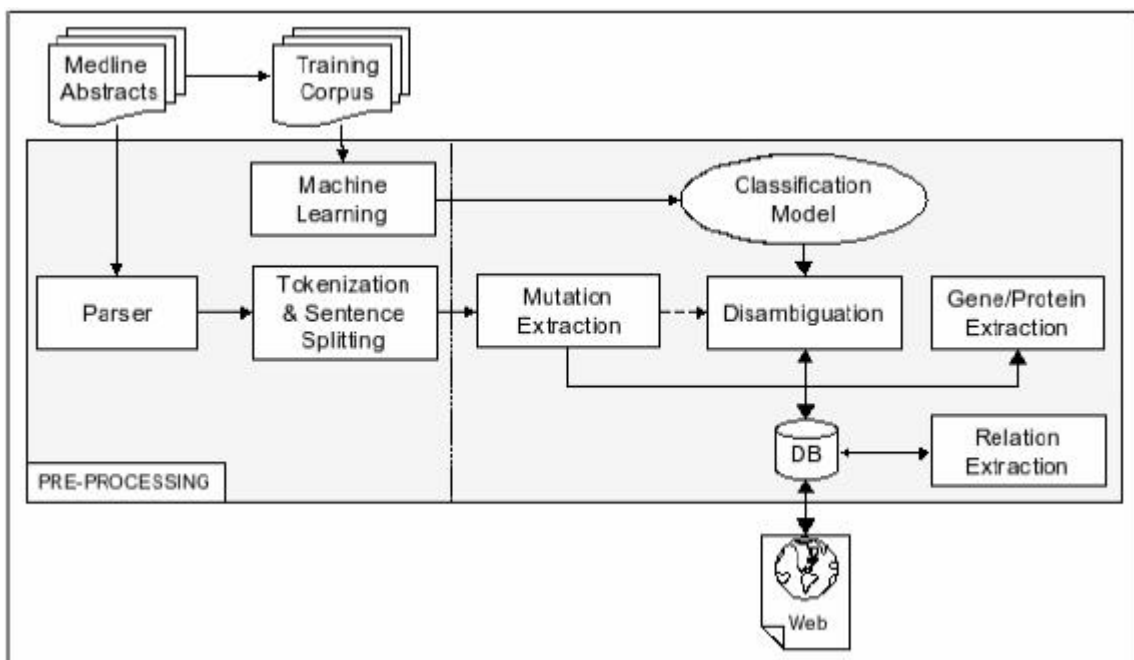 Medline
Abstracts
Training
Corpus
Machine
Learning
Classification
Model
Parser
Tokenization
& Sentence
Splitting
Mutation
Extraction
Disambiguation
Gene/Protein
Extraction
DB
Relation
Extraction
PRE-PROCESSING
Web